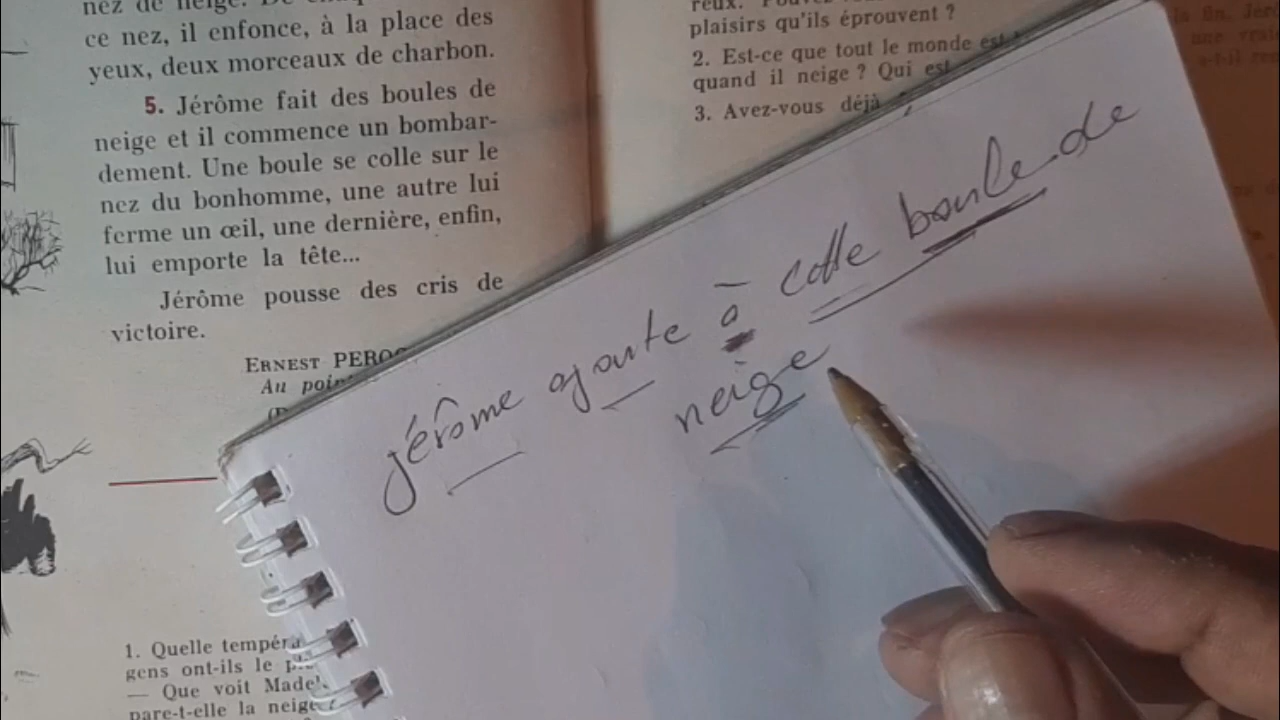 nez de neige. De
ce nez, il enfonce, à la place des
yeux, deux morceaux de charbon.
5. Jérôme fait des boules de
neige et il commence un bombar-
dement. Une boule se colle sur le
nez du bonhomme, une autre lui
ferme un œil, une dernière, enfin,
lui emporte la tête...
Jérôme pousse des cris de
victoire.
ERNEST PERO
Au poin
1. Quelle tempéra
gens ont-ils le
— Que voit Made
pare-t-elle la neige
plaisirs qu'ils éprouvent ?
2. Est-ce que tout le monde est
quand il neige ? Qui est
3. Avez-vous déjà
jérôme ajoute à cette boule de
neige